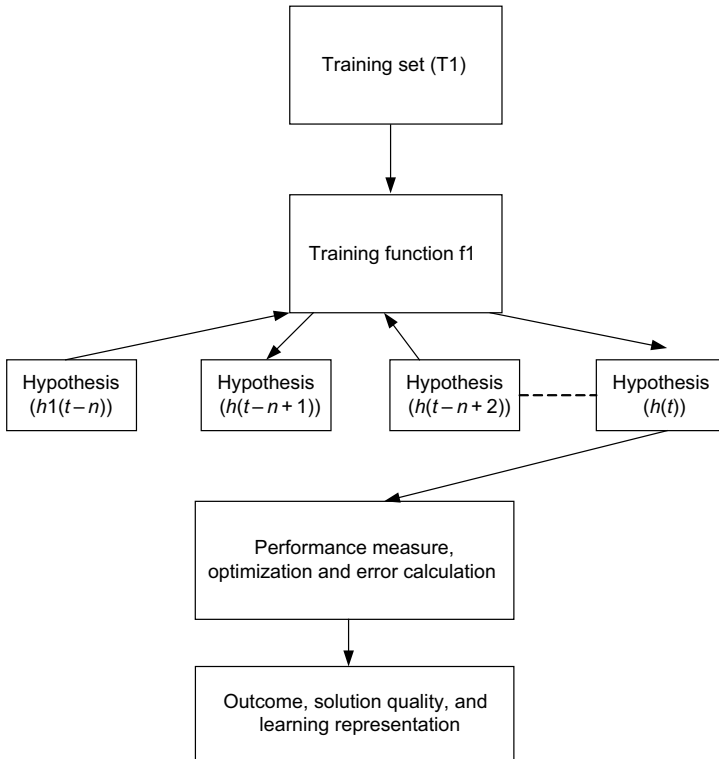 Training set (T1)
Training function f1
Hypothesis
(h1(t−n))
Hypothesis
(h(t−n+1))
Hypothesis
(h(t−n+2))
Hypothesis
(h(t))
Performance measure,
optimization and error calculation
Outcome, solution quality, and
learning representation